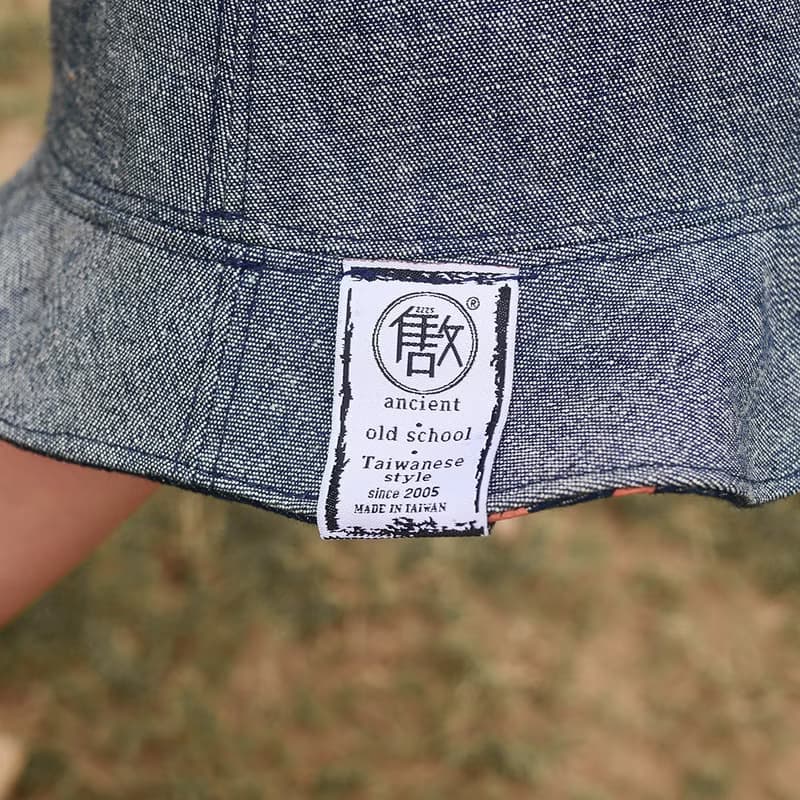 ®
ancient
•
old school
•
Taiwanese
style
since 2005
MADE IN TAIWAN